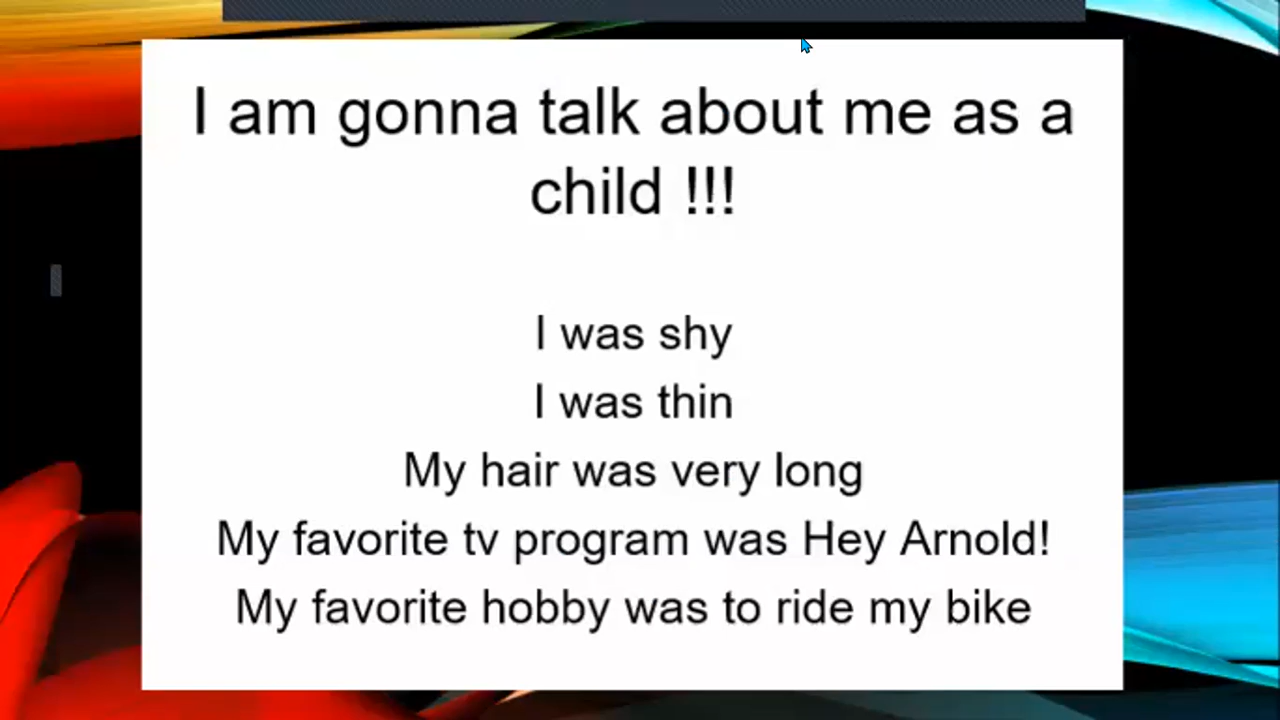 I am gonna talk about me as a
child !!!
I was shy
I was thin
My hair was very long
My favorite tv program was Hey Arnold!
My favorite hobby was to ride my bike